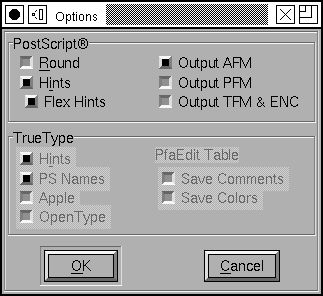 Options
PostScript®
Round
Output AFM
Hints
Output PFM
Flex Hints
Output TFM & ENC
TrueType
Hints
PfaEdit Table
PS Names
Save Comments
Apple
Save Colors
OpenType
OK
Cancel